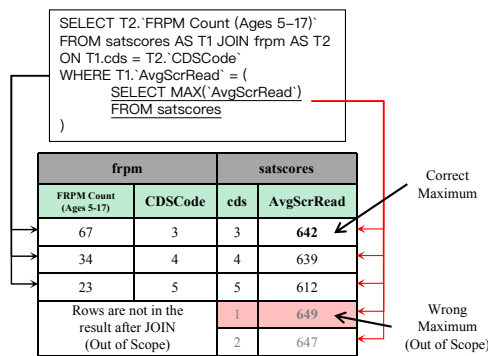 SELECT T2.`FRPM Count (Ages 5-17)`
FROM satscores AS T1 JOIN frpm AS T2
ON T1.cds = T2.`CDSCode`
WHERE T1.`AvgScrRead` = (
SELECT MAX(`AvgScrRead`)
FROM satscores
)
frpm satscores
FRPM Count
(Ages 5-17) CDSCode cds AvgScrRead
67 3 3 642
34 4 4 639
23 5 5 612
Rows are not in the
result after JOIN
(Out of Scope)
1 649
2 647
Correct
Maximum
Wrong
Maximum
(Out of Scope)